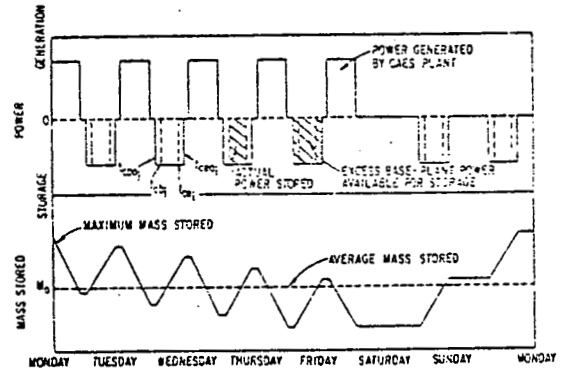 GENERATION
POWER
STORAGE
MASS STORED
0
POWER GENERATED
BY CAES PLANT
ACTUAL
POWER STORED
EXCESS BASE-PLANT POWER
AVAILABLE FOR STORAGE
MAXIMUM MASS STORED
AVERAGE MASS STORED
MONDAY TUESDAY WEDNESDAY THURSDAY FRIDAY SATURDAY SUNDAY MONDAY